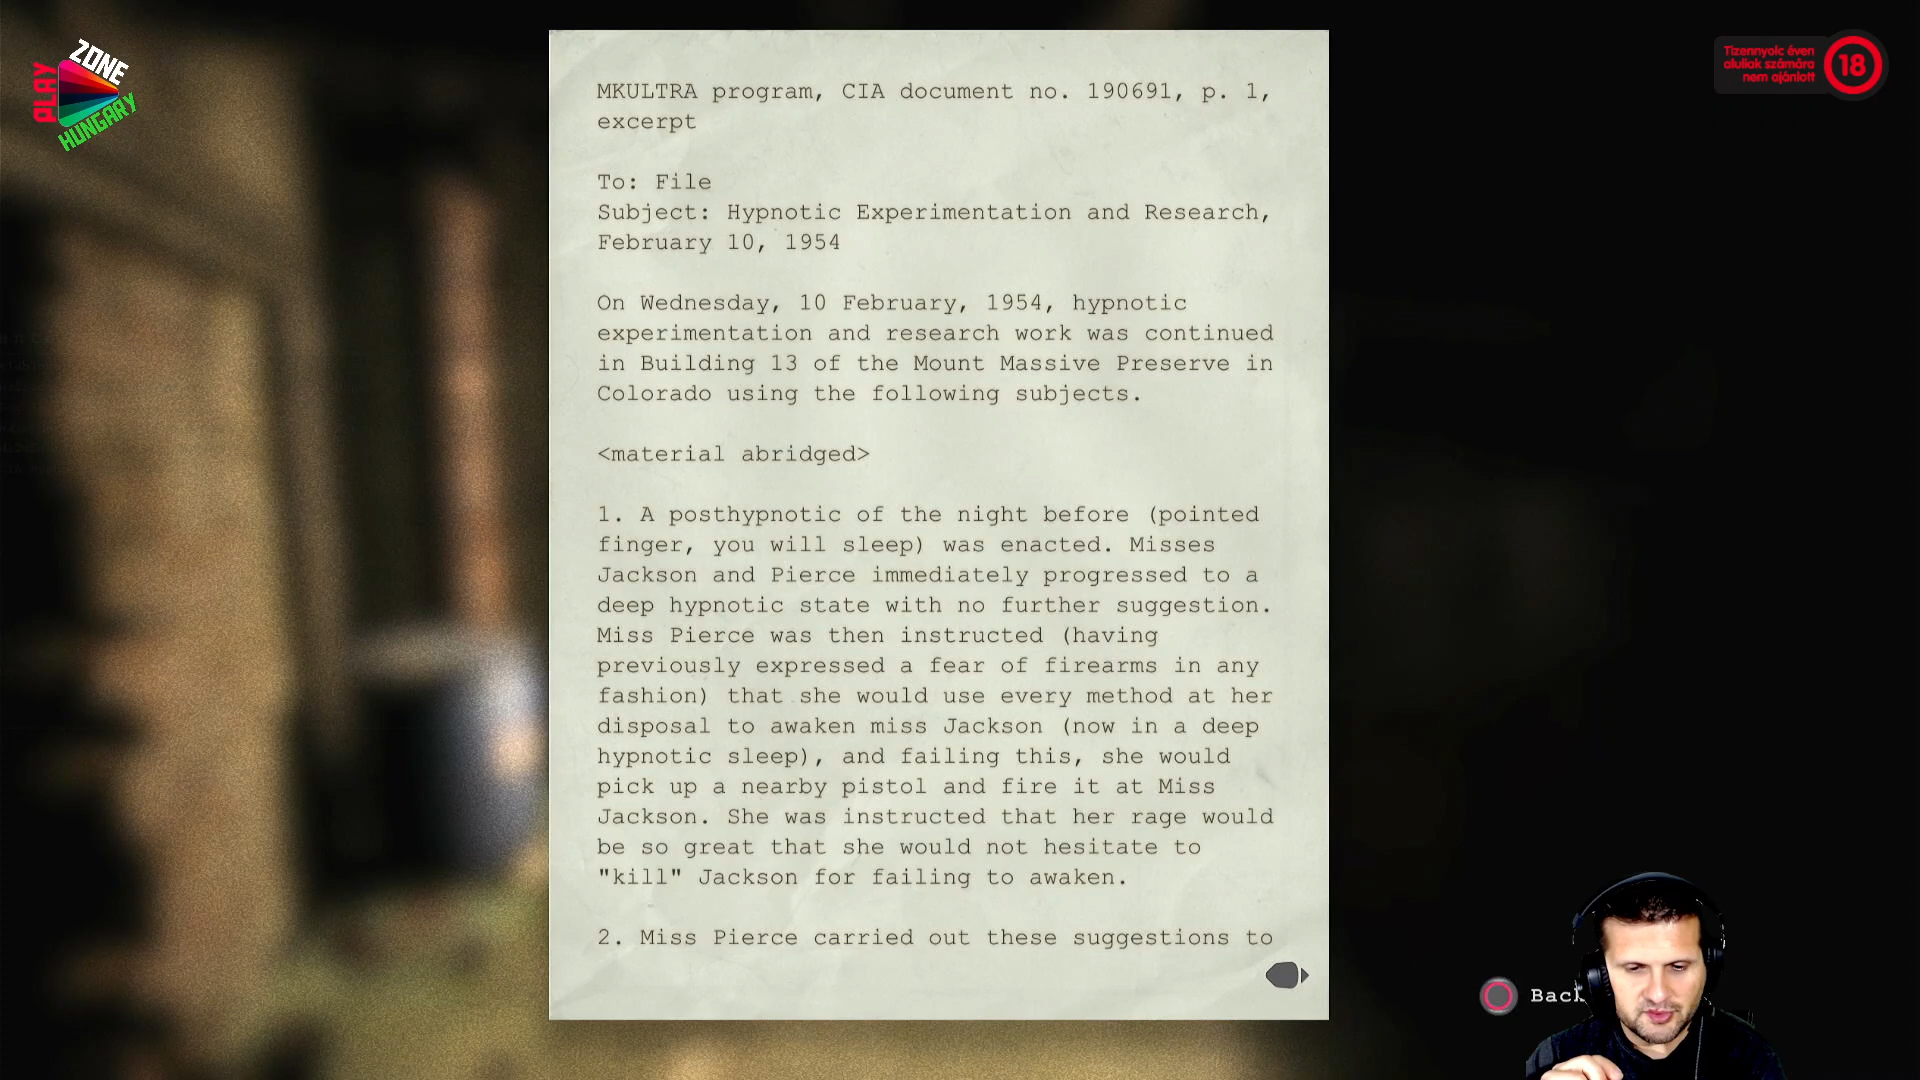 PLAY
ZONE
HUNGARY
Tizennyolc éven
aluliak számára
nem ajánlott
18
MKULTRA program, CIA document no. 190691, p. 1,
excerpt
To: File
Subject: Hypnotic Experimentation and Research,
February 10, 1954
On Wednesday, 10 February, 1954, hypnotic
experimentation and research work was continued
in Building 13 of the Mount Massive Preserve in
Colorado using the following subjects.
<material abridged>
1. A posthypnotic of the night before (pointed
finger, you will sleep) was enacted. Misses
Jackson and Pierce immediately progressed to a
deep hypnotic state with no further suggestion.
Miss Pierce was then instructed (having
previously expressed a fear of firearms in any
fashion) that she would use every method at her
disposal to awaken miss Jackson (now in a deep
hypnotic sleep), and failing this, she would
pick up a nearby pistol and fire it at Miss
Jackson. She was instructed that her rage would
be so great that she would not hesitate to
"kill" Jackson for failing to awaken.
2. Miss Pierce carried out these suggestions to
Back